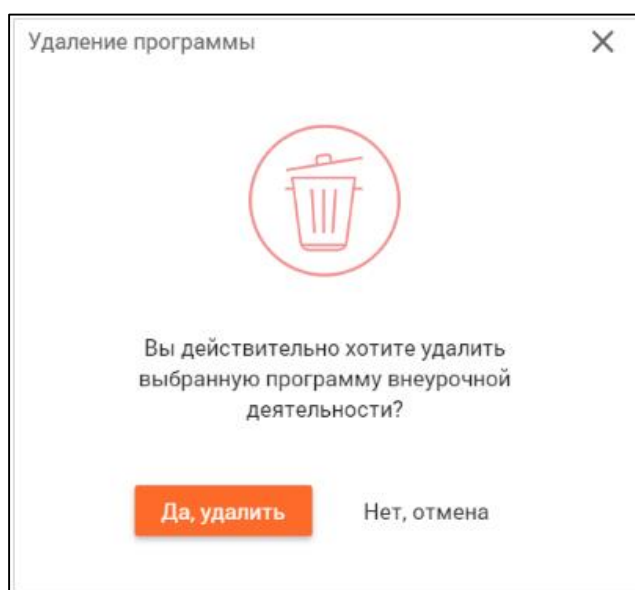 Удаление программы
Вы действительно хотите удалить
выбранную программу внеурочной
деятельности?
Да, удалить
Нет, отмена